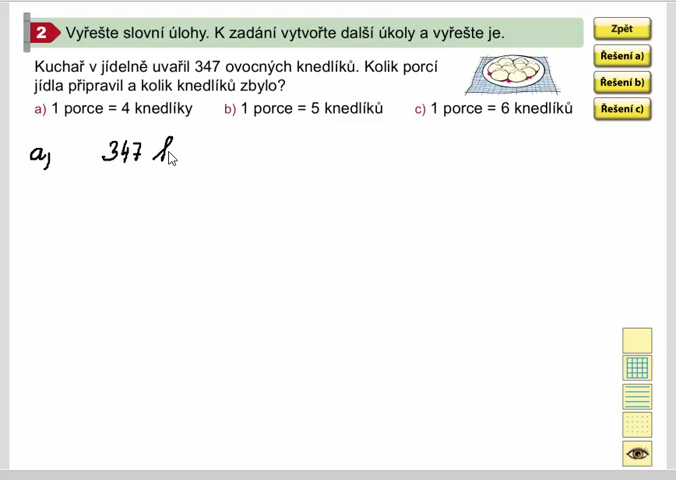 2 Vyřešte slovní úlohy. K zadání vytvořte další úkoly a vyřešte je.
Zpět
Řešení a)
Řešení b)
Řešení c)
Kuchař v jídelně uvařil 347 ovocných knedlíků. Kolik porcí
jídla připravil a kolik knedlíků zbylo?
a) 1 porce = 4 knedlíky b) 1 porce = 5 knedlíků c) 1 porce = 6 knedlíků
a) 347